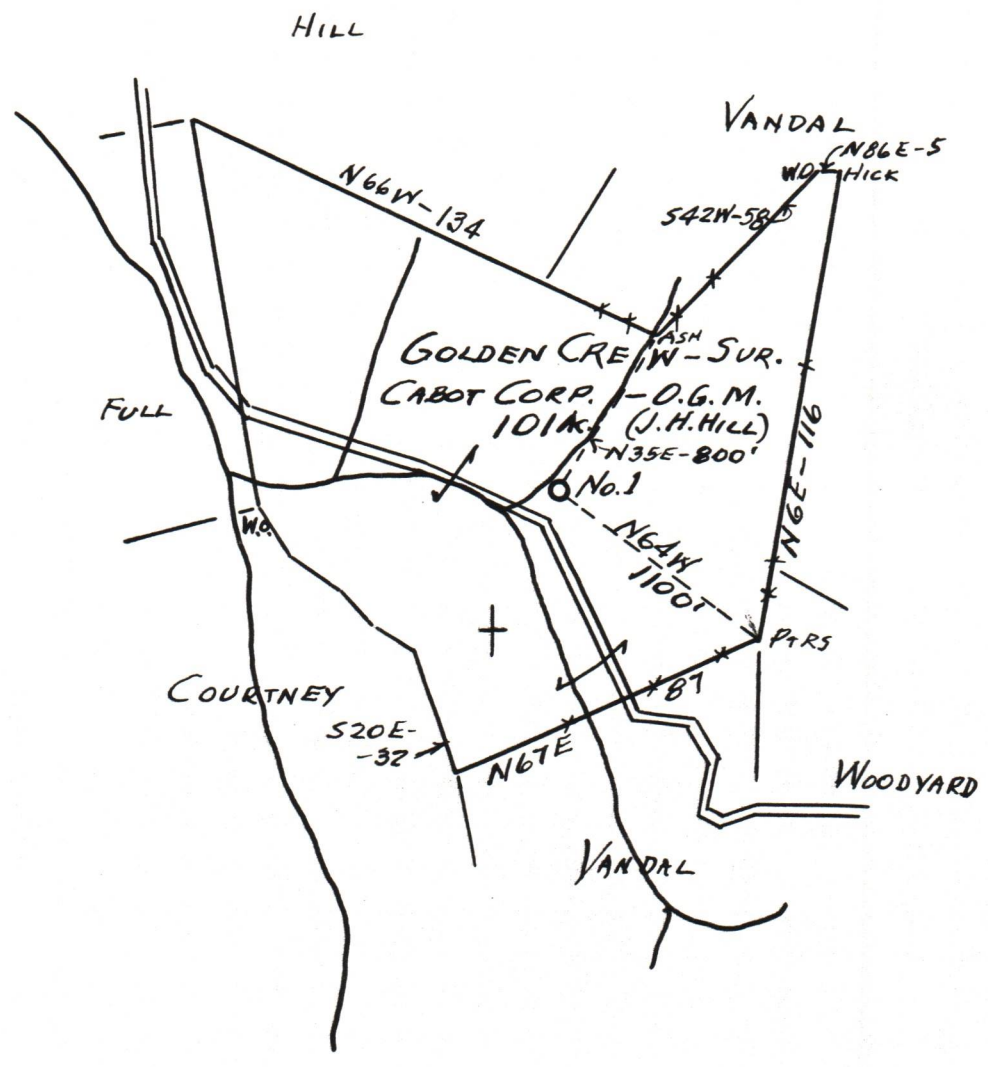 HILL
VANDAL
N86E-5
W.O. HICK
S42W-58
N66W-134
ASH
GOLDEN CREW-SUR.
CABOT CORP. -O.G.M.
101Ac. (J.H.HILL)
FULL
N35E-800'
No.1
N6E-116
N64W
1100'
W.O.
PTRS
COURTNEY
87
S20E-
-32
N67E
WOODYARD
VANDAL